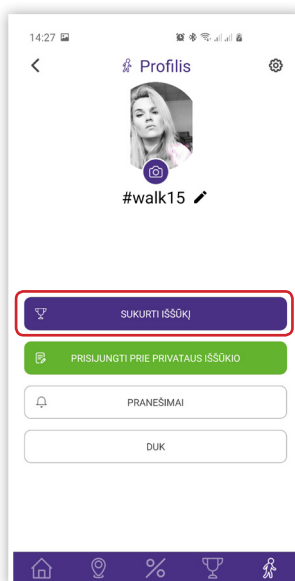 14:27
Profilis
#walk15
SUKURTI IŠŠŪKĮ
PRISIJUNGTI PRIE PRIVATAUS IŠŠŪKIO
PRANEŠIMAI
DUK